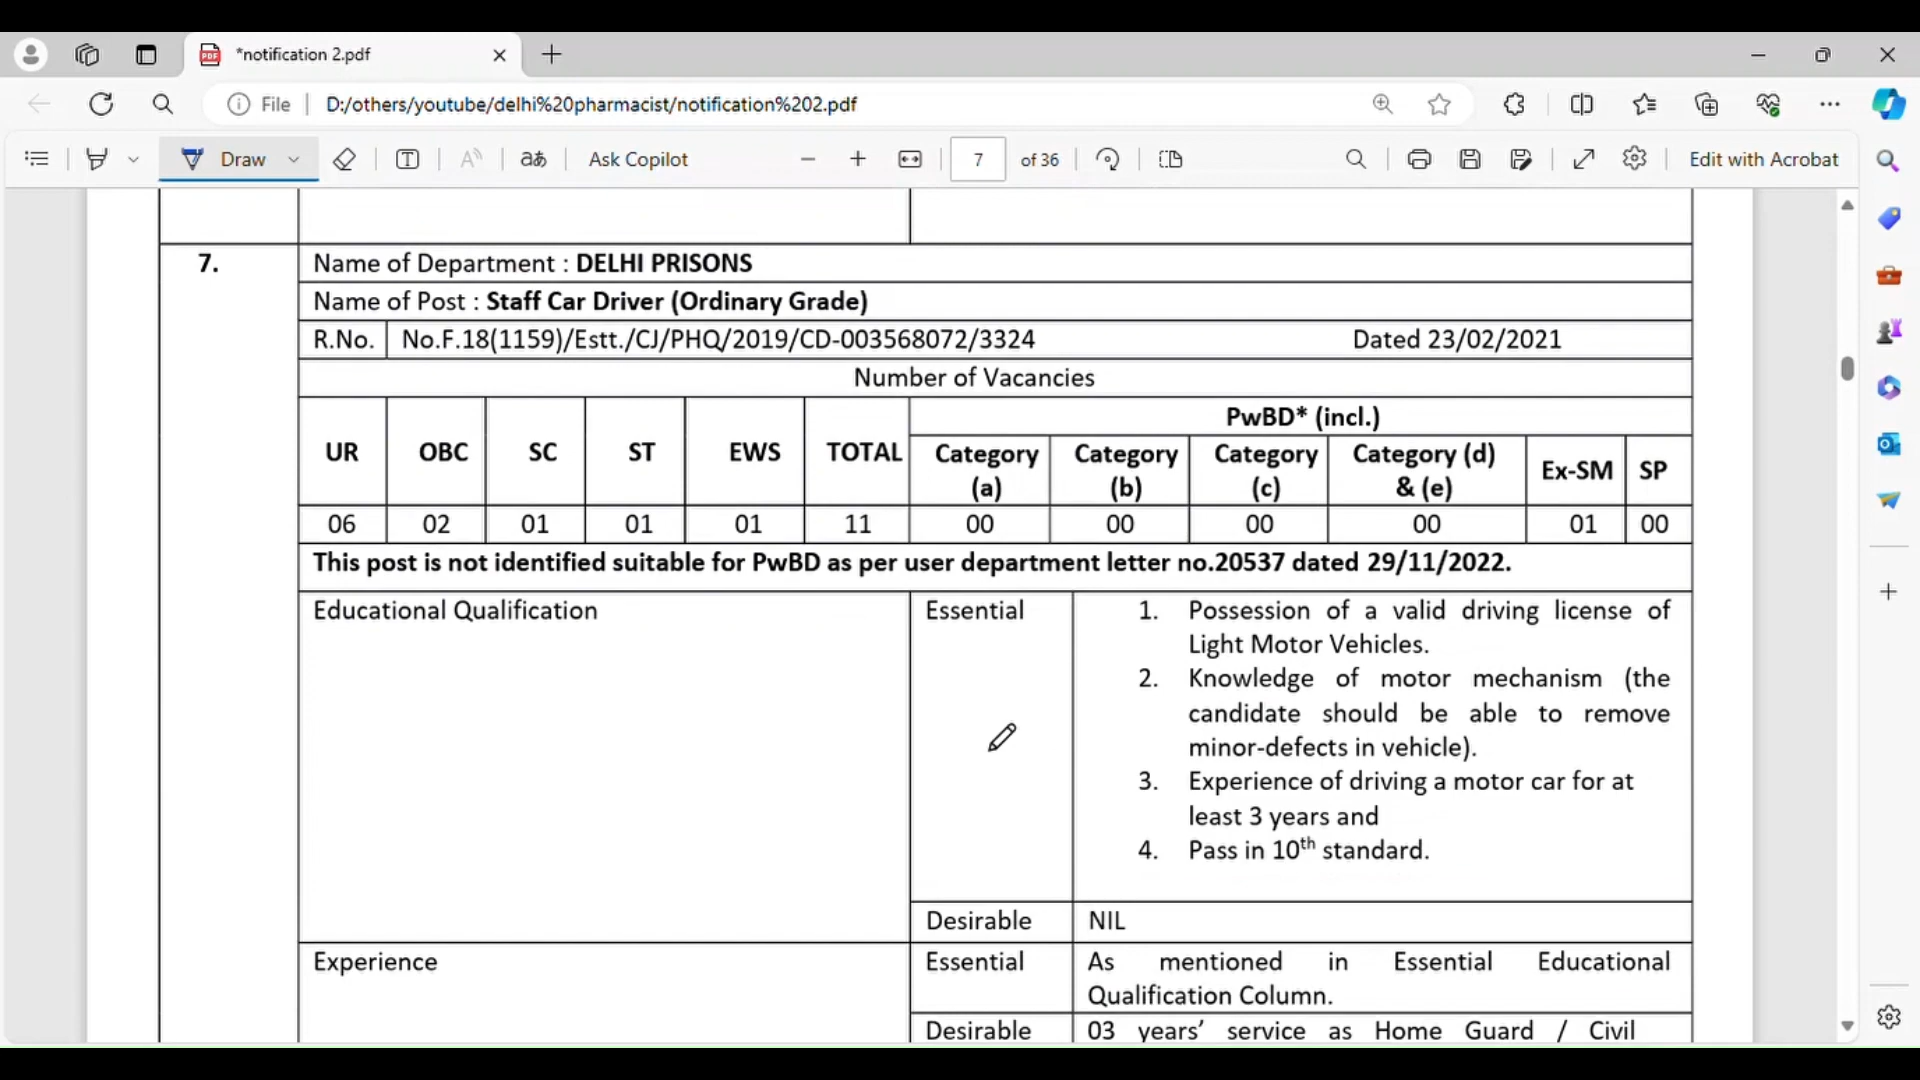 *notification 2.pdf
File
D:/others/youtube/delhi%20pharmacist/notification%202.pdf
Draw
Ask Copilot
7 of 36
Edit with Acrobat
7.
Name of Department : DELHI PRISONS
Name of Post : Staff Car Driver (Ordinary Grade)
R.No. No.F.18(1159)/Estt./CJ/PHQ/2019/CD-003568072/3324 Dated 23/02/2021
Number of Vacancies
UR OBC SC ST EWS TOTAL PwBD* (incl.)
Category (a) Category (b) Category (c) Category (d) & (e) Ex-SM SP
06 02 01 01 01 11 00 00 00 00 01 00
This post is not identified suitable for PwBD as per user department letter no.20537 dated 29/11/2022.
Educational Qualification
Essential
1. Possession of a valid driving license of
Light Motor Vehicles.
2. Knowledge of motor mechanism (the
candidate should be able to remove
minor-defects in vehicle).
3. Experience of driving a motor car for at
least 3 years and
4. Pass in 10th standard.
Desirable NIL
Experience
Essential As mentioned in Essential Educational
Qualification Column.
Desirable 03 years' service as Home Guard / Civil